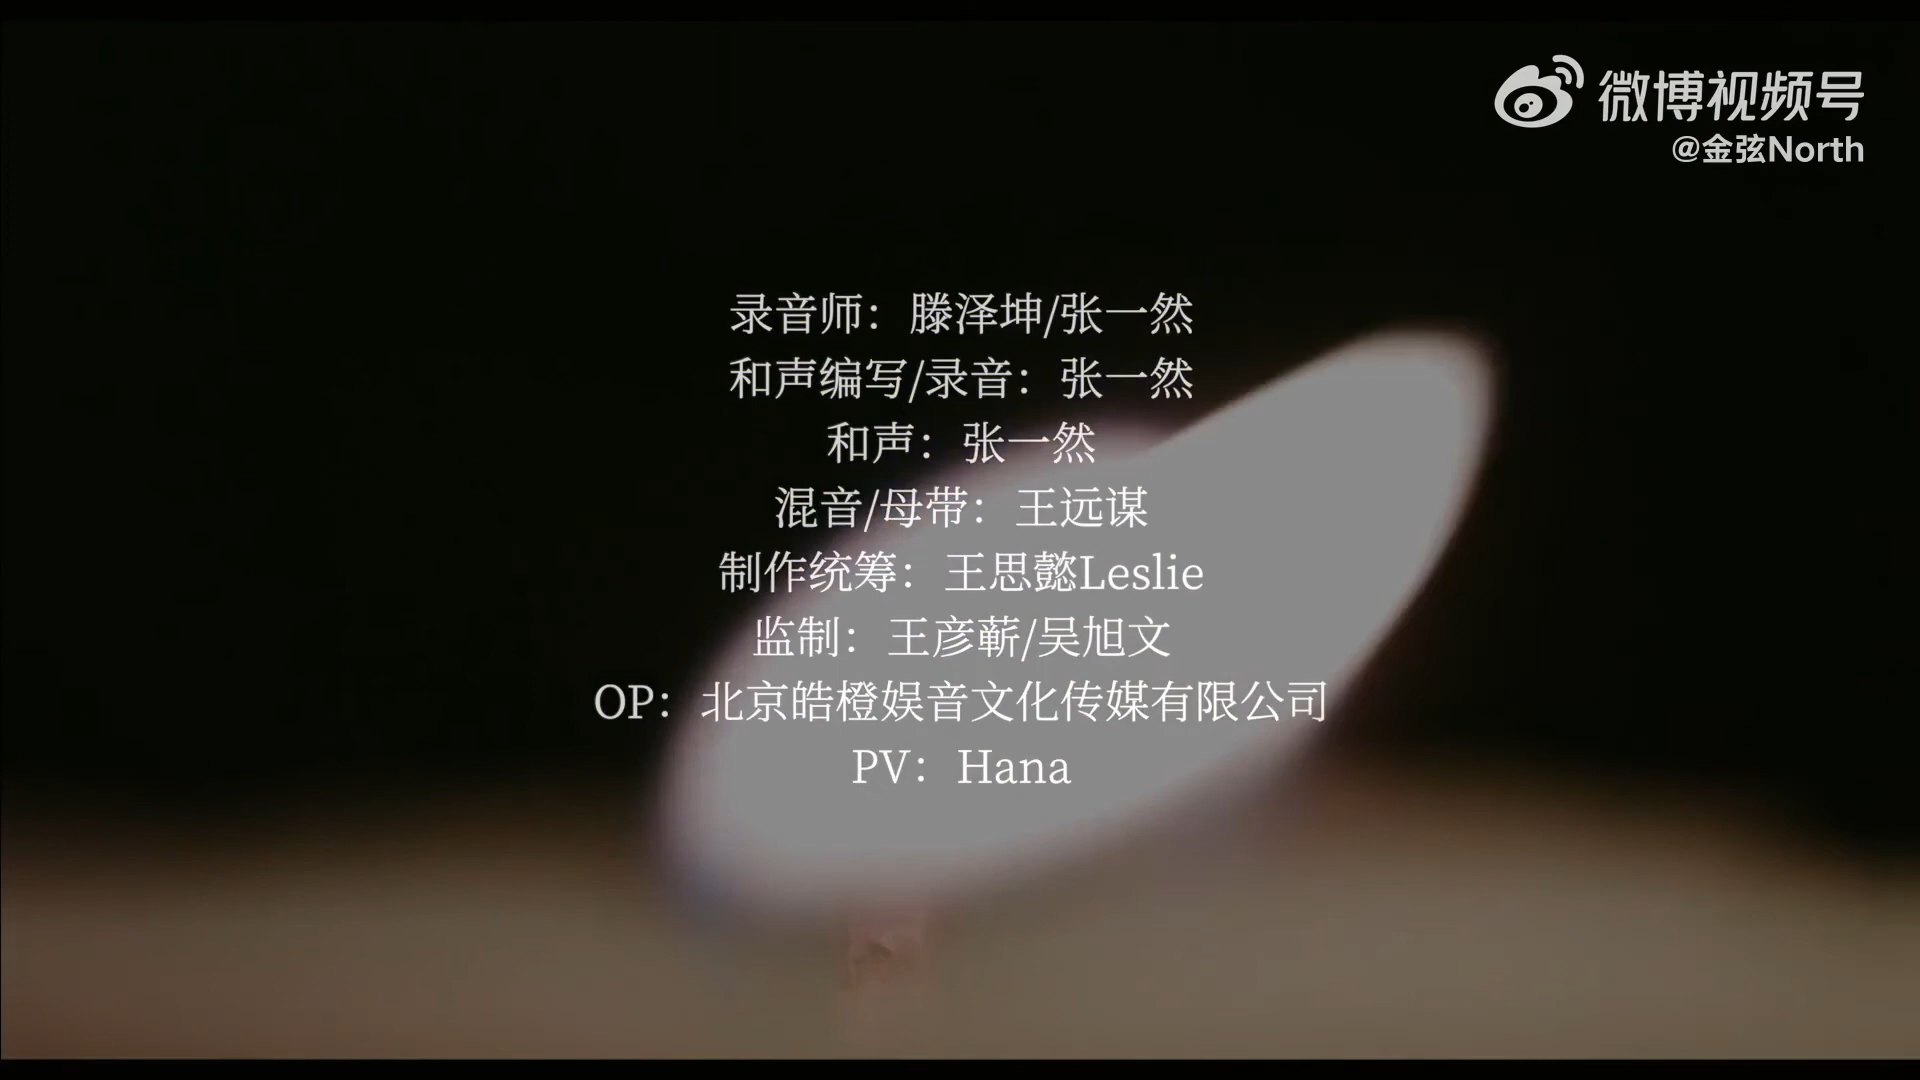 微博视频号
@金弦North
录音师：滕泽坤/张一然
和声编写/录音：张一然
和声：张一然
混音/母带：王远谋
制作统筹：王思懿Leslie
监制：王彦蕲/吴旭文
OP：北京皓橙娱音文化传媒有限公司
PV：Hana